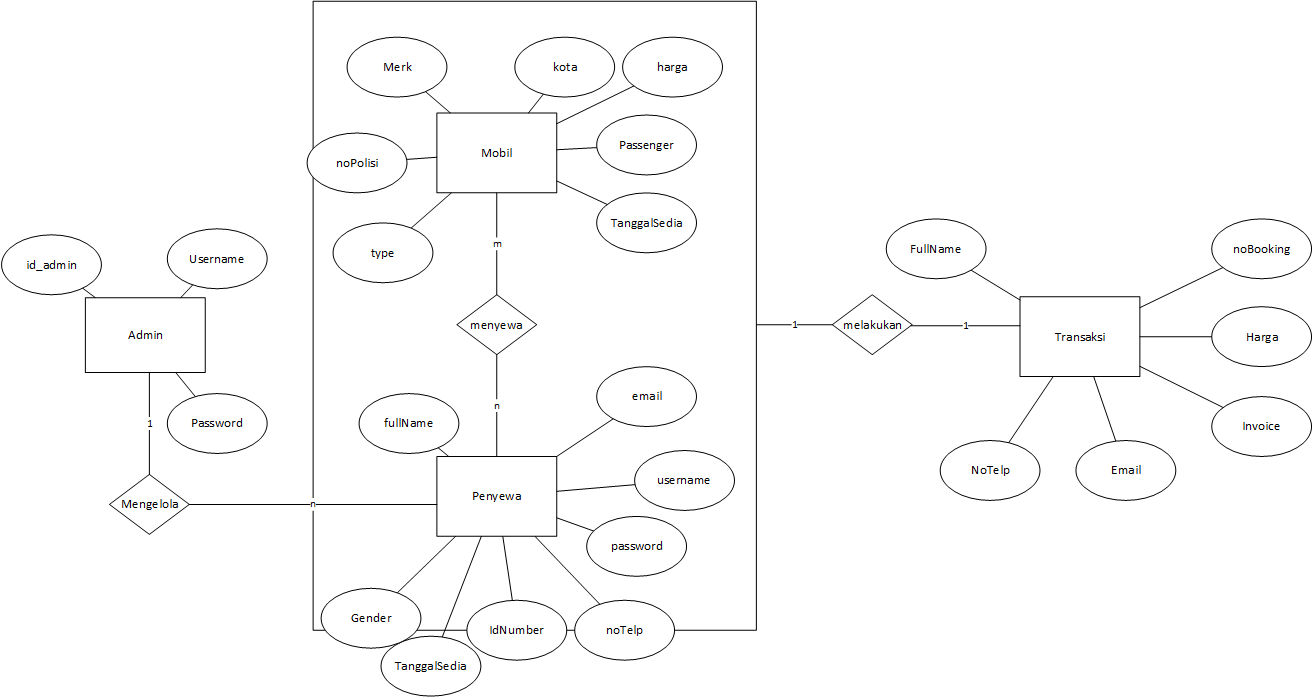 Merk
kota
harga
Mobil
Passenger
noPolisi
TanggalSedia
type
m
menyewa
n
id_admin
Username
Admin
Password
1
Mengelola
n
fullName
email
Penyewa
username
password
Gender
IdNumber
noTelp
TanggalSedia
1
melakukan
1
FullName
noBooking
Transaksi
Harga
Invoice
NoTelp
Email